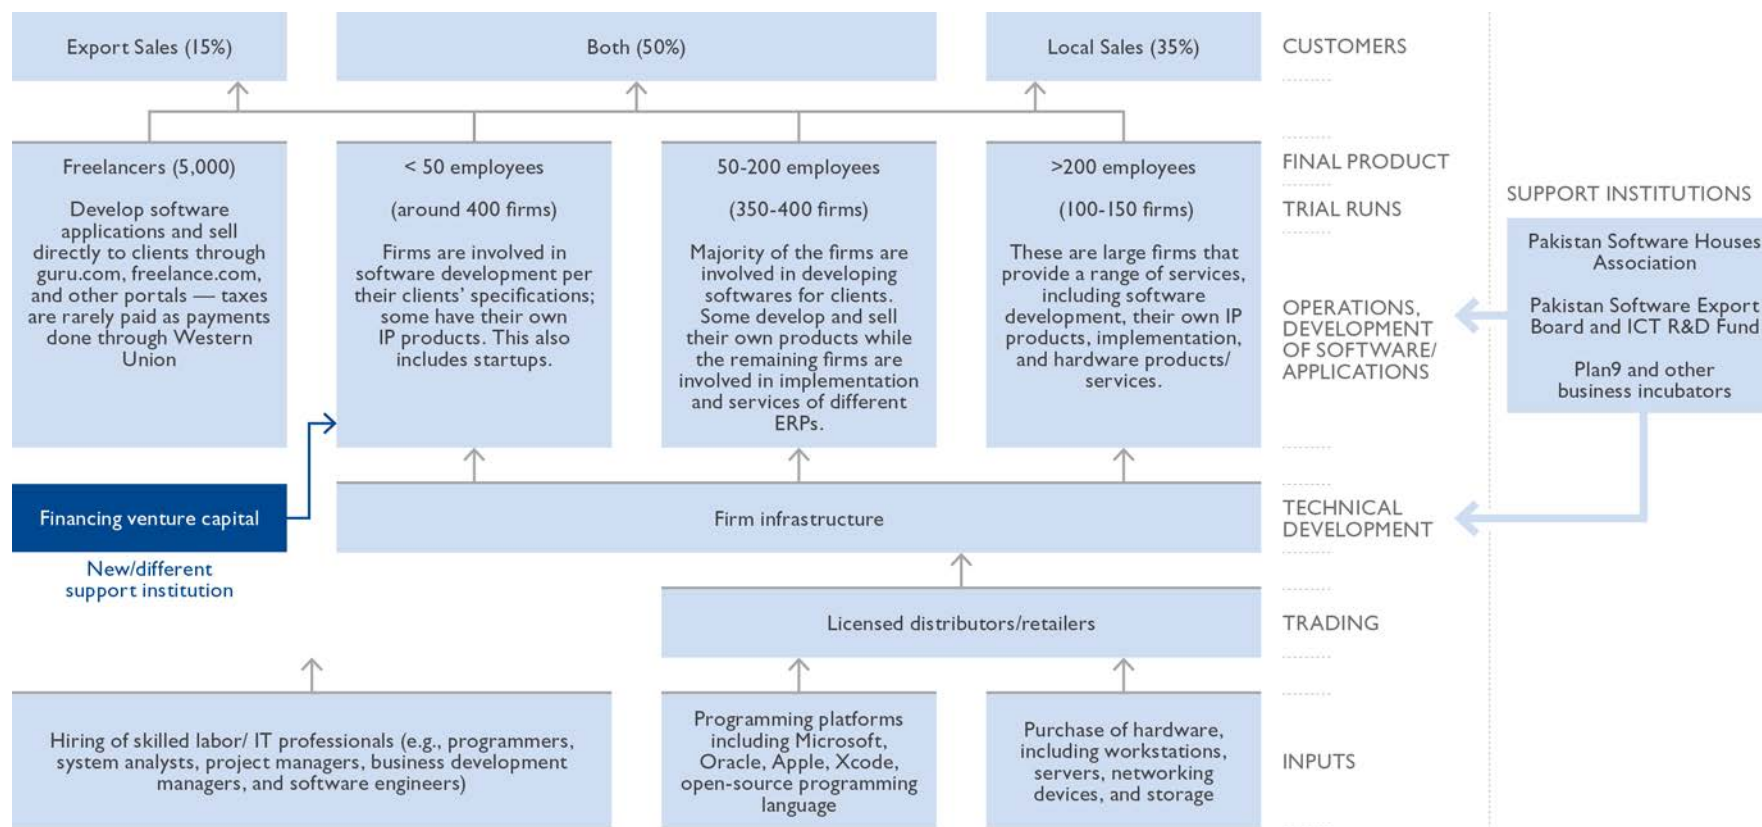 Export Sales (15%)
Both (50%)
Local Sales (35%)
CUSTOMERS
Freelancers (5,000)
Develop software
applications and sell
directly to clients through
guru.com, freelance.com,
and other portals — taxes
are rarely paid as payments
done through Western
Union
< 50 employees
(around 400 firms)
Firms are involved in
software development per
their clients' specifications;
some have their own
IP products. This also
includes startups.
50-200 employees
(350-400 firms)
Majority of the firms are
involved in developing
softwares for clients.
Some develop and sell
their own products while
the remaining firms are
involved in implementation
and services of different
ERPs.
>200 employees
(100-150 firms)
These are large firms that
provide a range of services,
including software
development, their own IP
products, implementation,
and hardware products/
services.
FINAL PRODUCT
TRIAL RUNS
OPERATIONS,
DEVELOPMENT
OF SOFTWARE/
APPLICATIONS
SUPPORT INSTITUTIONS
Pakistan Software Houses
Association
Pakistan Software Export
Board and ICT R&D Fund
Plan9 and other
business incubators
Financing venture capital
New/different
support institution
Firm infrastructure
TECHNICAL
DEVELOPMENT
Licensed distributors/retailers
TRADING
Hiring of skilled labor/ IT professionals (e.g., programmers,
system analysts, project managers, business development
managers, and software engineers)
Programming platforms
including Microsoft,
Oracle, Apple, Xcode,
open-source programming
language
Purchase of hardware,
including workstations,
servers, networking
devices, and storage
INPUTS